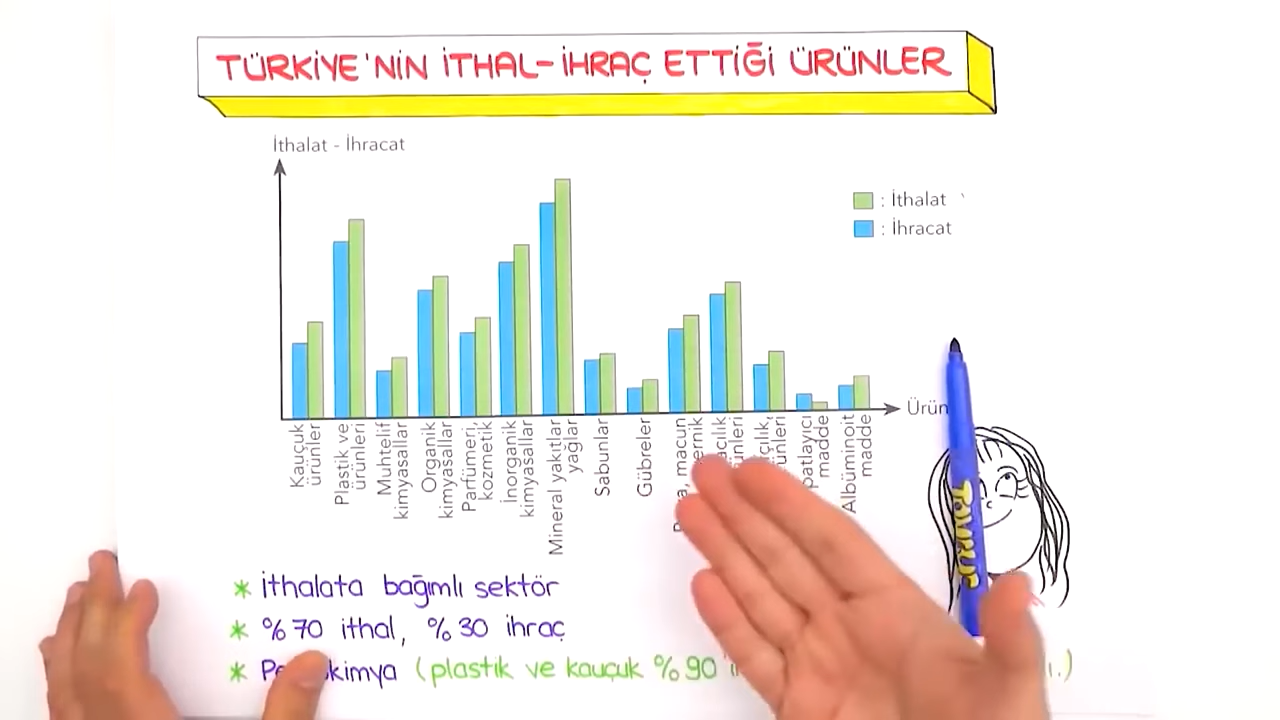 TÜRKİYE'NİN İTHAL-İHRAÇ ETTİĞİ ÜRÜNLER
İthalat - İhracat
: İthalat
: İhracat
Ürün
Kauçuk ürünler
Plastik ve ürünleri
Muhtelif kimyasallar
Organik kimyasallar
Parfümeri, kozmetik
İnorganik kimyasallar
Mineral yakıtlar yağlar
Sabunlar
Gübreler
macun
patlayıcı madde
Albüminoit madde
* İthalata bağımlı sektör
* %70 ithal, %30 ihraç
* (plastik ve kauçuk %90